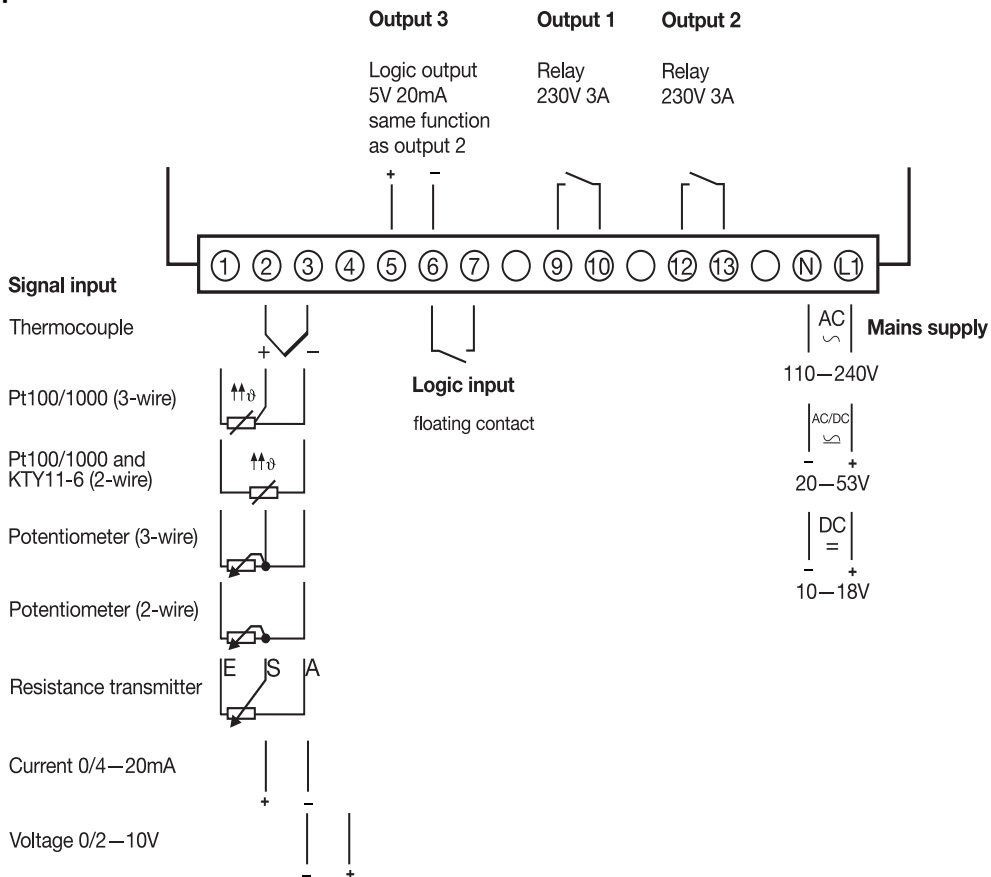 Output 3
Output 1
Output 2
Logic output
5V 20mA
same function
as output 2
Relay
230V 3A
Relay
230V 3A
+ –
1 2 3 4 5 6 7 9 10 12 13 N L1
Signal input
Thermocouple
+ –
Logic input
floating contact
AC
Mains supply
110–240V
Pt100/1000 (3-wire)
ϑ
AC/DC
– +
20–53V
Pt100/1000 and
KTY11-6 (2-wire)
ϑ
Potentiometer (3-wire)
DC
=
– +
10–18V
Potentiometer (2-wire)
Resistance transmitter
E S A
Current 0/4–20mA
+ –
Voltage 0/2–10V
– +